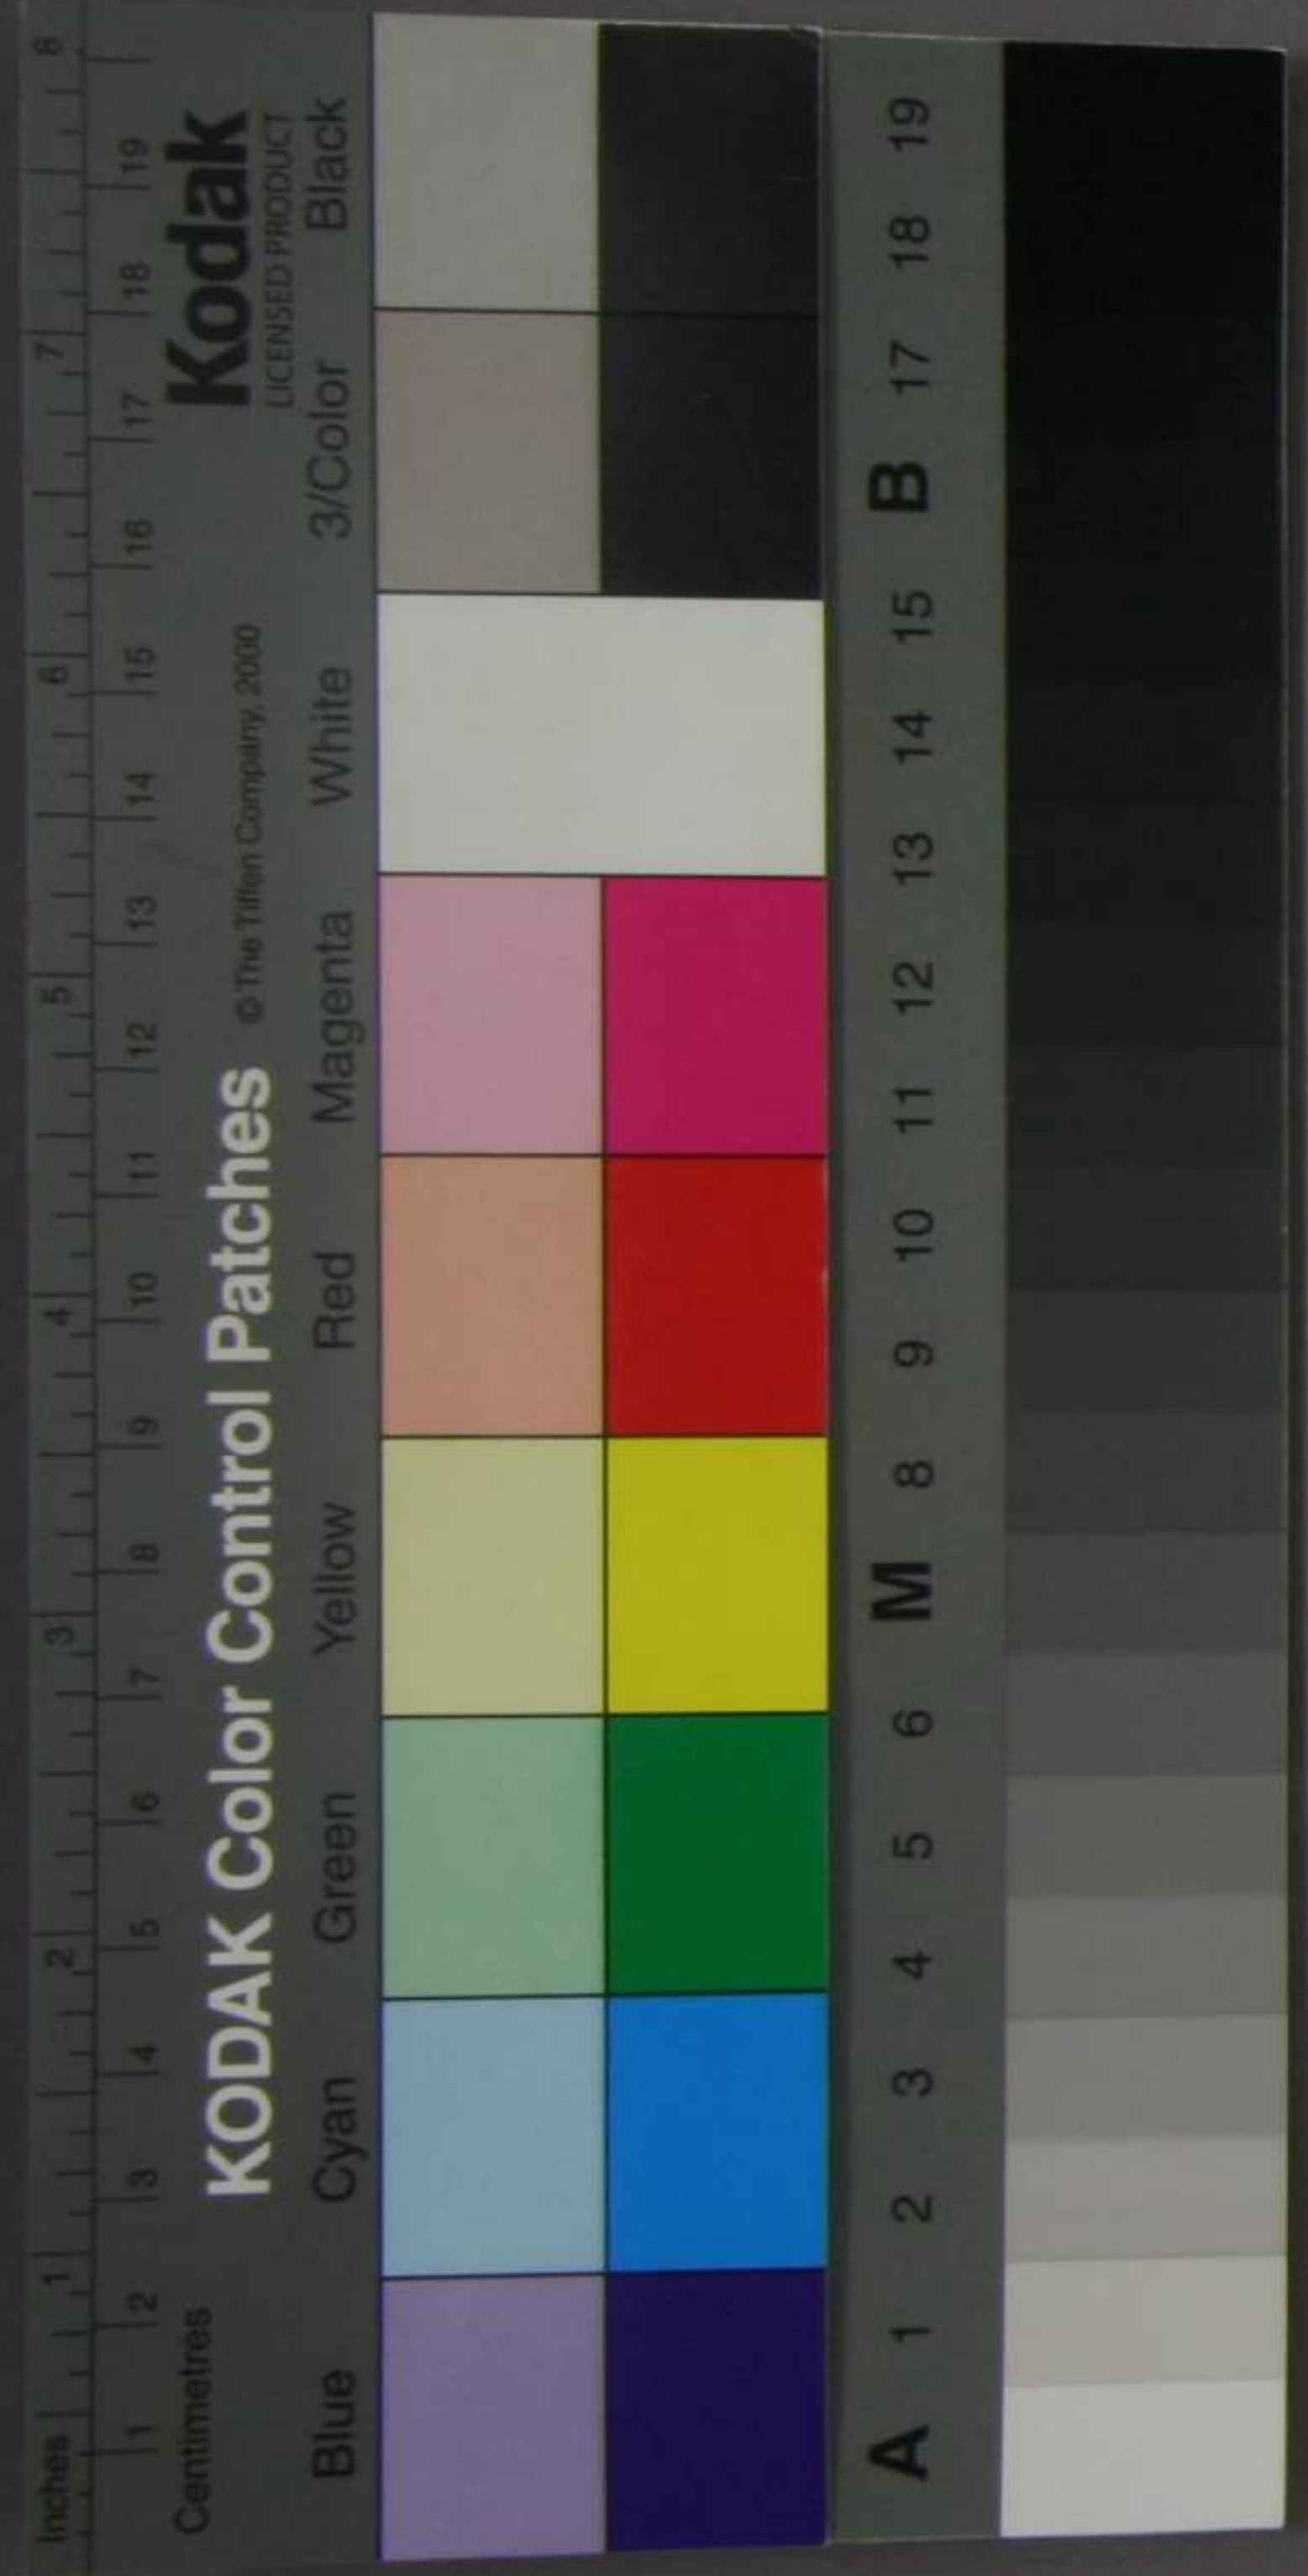 Inches 1 2 3 4 5 6 7 8
Centimetres 1 2 3 4 5 6 7 8 9 10 11 12 13 14 15 16 17 18 19
KODAK Color Control Patches © The Tiffen Company, 2000 Kodak
LICENSED PRODUCT
Blue Cyan Green Yellow Red Magenta White 3/Color Black
A 1 2 3 4 5 6 M 8 9 10 11 12 13 14 15 B 17 18 19